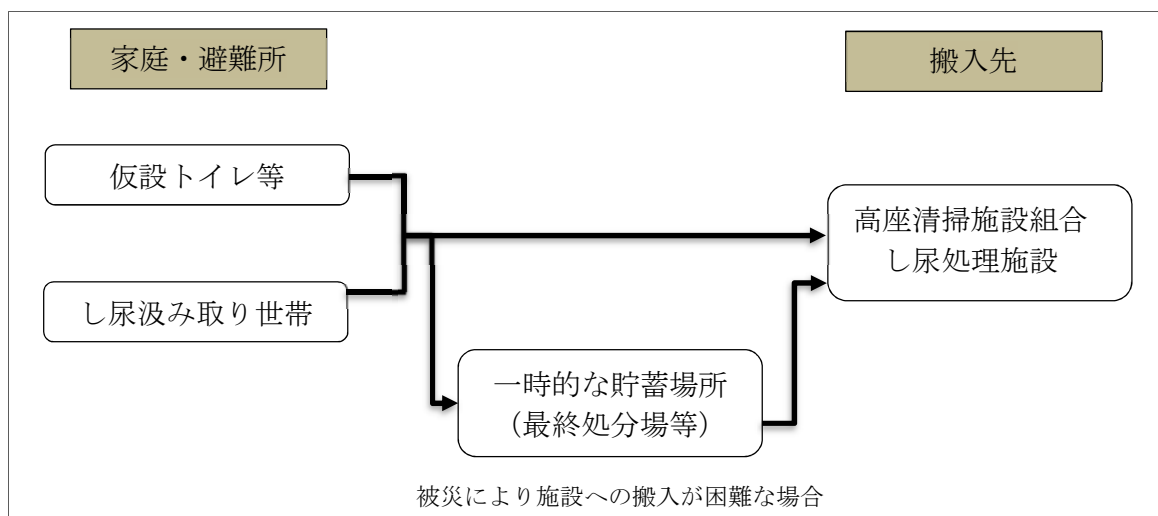 家庭・避難所
搬入先
仮設トイレ等
し尿汲み取り世帯
高座清掃施設組合
し尿処理施設
一時的な貯蓄場所
（最終処分場等）
被災により施設への搬入が困難な場合